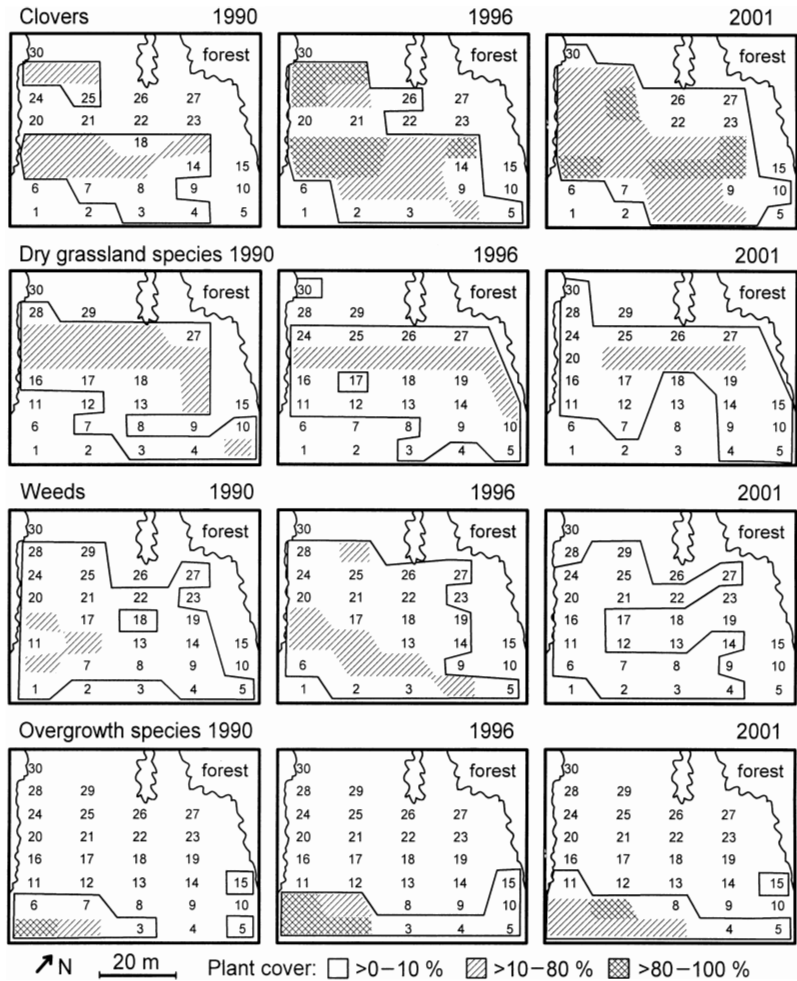 Clovers 1990 1996 2001
30 forest 30 forest 30 forest
24 25 26 27 26 27 26 27
20 21 22 23 20 21 22 23 22 23
18
14 15 14 15 15
6 7 8 9 10 6 9 10 6 7 9 10
1 2 3 4 5 1 2 3 5 1 2 5
Dry grassland species 1990 1996 2001
30 forest 30 forest 30 forest
28 29 28 29 28 29
27 24 25 26 27 24 25 26 27
20
16 17 18 16 17 18 19 16 17 18 19
11 12 13 15 11 12 13 14 11 12 13 14 15
6 7 8 9 10 6 7 8 9 10 6 7 8 9 10
1 2 3 4 1 2 3 4 5 1 2 3 4 5
Weeds 1990 1996 2001
30 forest 30 forest 30 forest
28 29 28 28 29
24 25 26 27 24 25 26 27 24 25 26 27
20 21 22 23 20 21 22 23 20 21 22 23
17 18 19 17 18 19 16 17 18 19
11 13 14 15 13 14 15 11 12 13 14 15
7 8 9 10 6 9 10 6 7 8 9 10
1 2 3 4 5 1 2 3 5 1 2 3 4 5
Overgrowth species 1990 1996 2001
30 forest 30 forest 30 forest
28 29 28 29 28 29
24 25 26 27 24 25 26 27 24 25 26 27
20 21 22 23 20 21 22 23 20 21 22 23
16 17 18 19 16 17 18 19 16 17 18 19
11 12 13 14 15 11 12 13 14 15 11 12 13 14 15
6 7 8 9 10 8 9 10 8 9 10
3 4 5 3 4 5 4 5
N 20 m Plant cover: >0–10 % >10–80 % >80–100 %